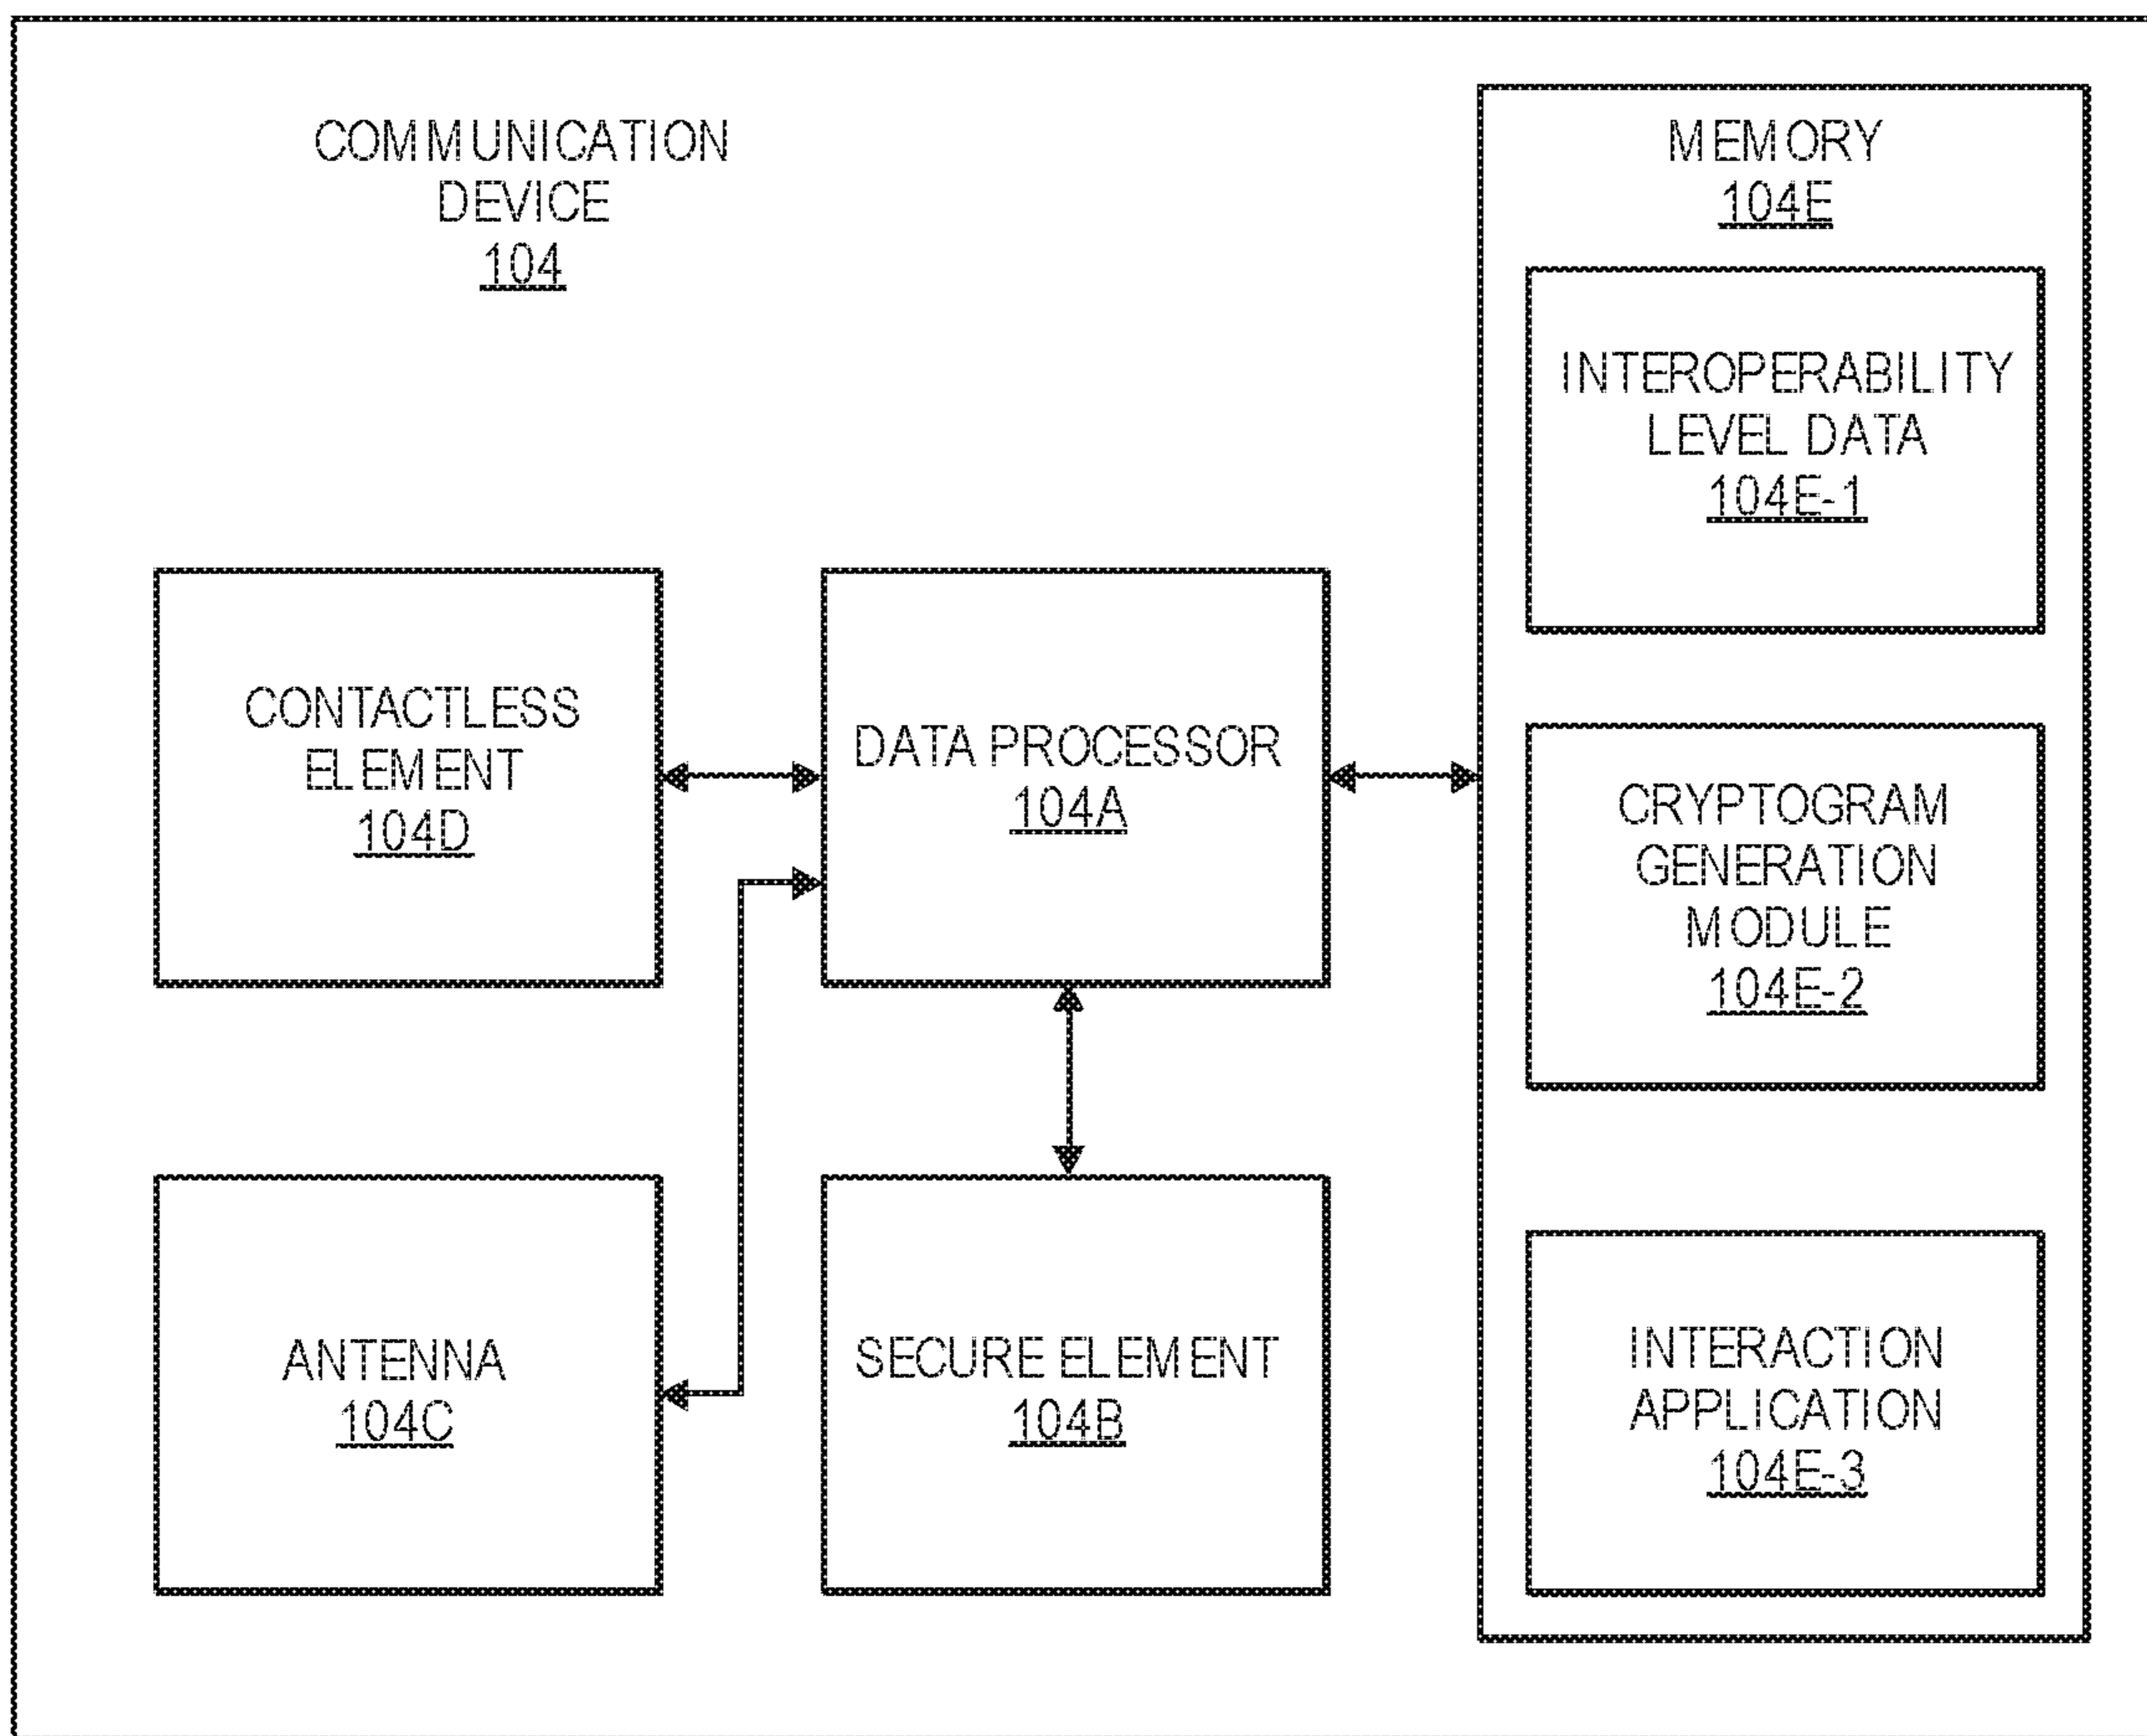 COMMUNICATION
DEVICE
104
MEMORY
104E
INTEROPERABILITY
LEVEL DATA
104E-1
CONTACTLESS
ELEMENT
104D
DATA PROCESSOR
104A
CRYPTOGRAM
GENERATION
MODULE
104E-2
ANTENNA
104C
SECURE ELEMENT
104B
INTERACTION
APPLICATION
104E-3